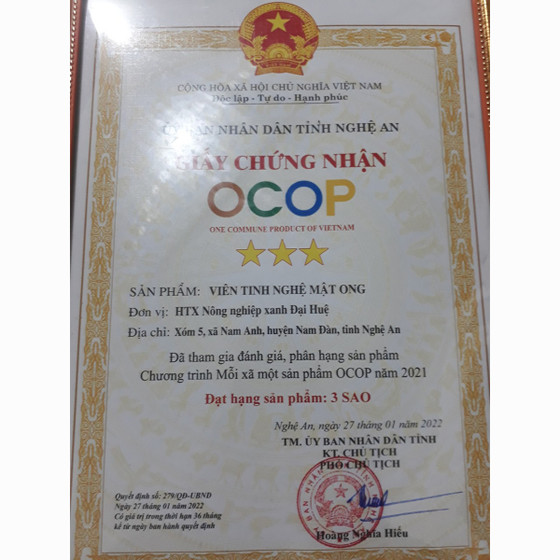 CỘNG HÒA XÃ HỘI CHỦ NGHĨA VIỆT NAM
Độc lập - Tự do - Hạnh phúc
ỦY BAN NHÂN DÂN TỈNH NGHỆ AN
GIẤY CHỨNG NHẬN
OCOP
ONE COMMUNE PRODUCT OF VIETNAM
SẢN PHẨM: VIÊN TINH NGHỆ MẬT ONG
Đơn vị: HTX Nông nghiệp xanh Đại Huệ
Địa chỉ: Xóm 5, xã Nam Anh, huyện Nam Đàn, tỉnh Nghệ An
Đã tham gia đánh giá, phân hạng sản phẩm
Chương trình Mỗi xã một sản phẩm OCOP năm 2021
Đạt hạng sản phẩm: 3 SAO
Nghệ An, ngày 27 tháng 01 năm 2022
TM. ỦY BAN NHÂN DÂN TỈNH
KT. CHỦ TỊCH
PHÓ CHỦ TỊCH
Quyết định số: 279/QĐ-UBND
Ngày 27 tháng 01 năm 2022
Có giá trị trong thời hạn 36 tháng
kể từ ngày ban hành quyết định
Hoàng Nghĩa Hiếu